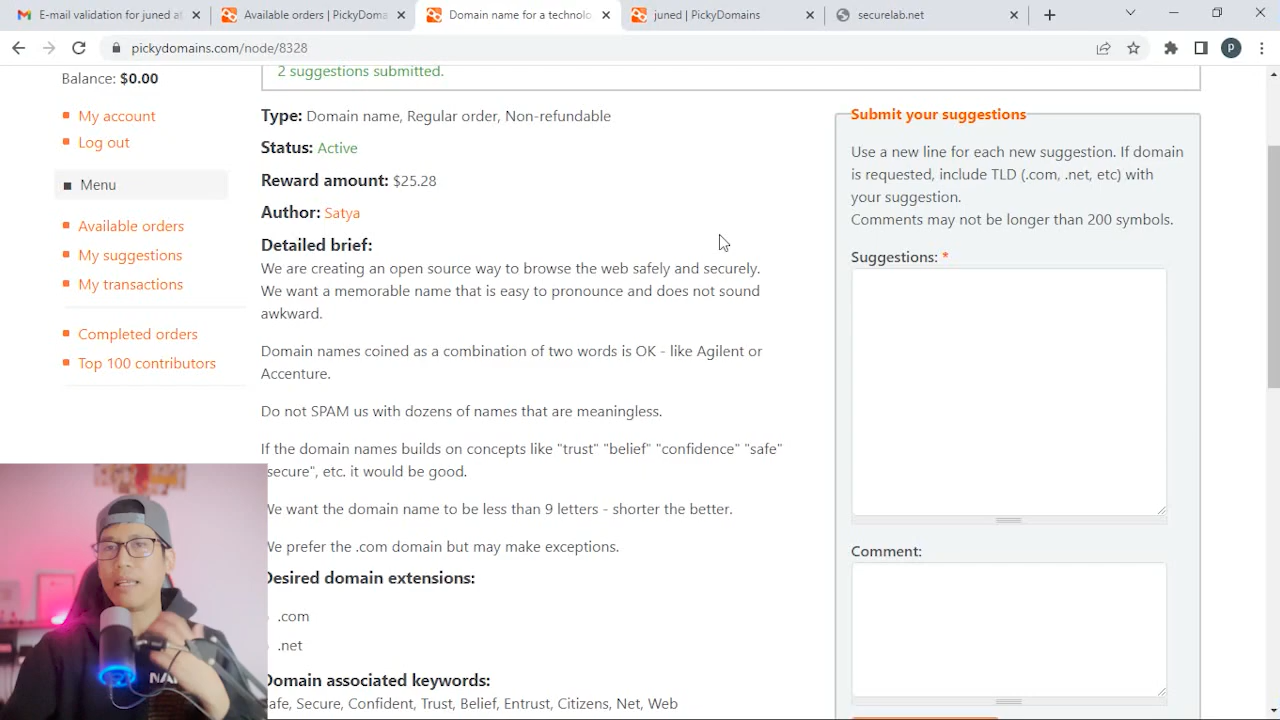 E-mail validation for juned a
Available orders | PickyDoma
Domain name for a technolo
juned | PickyDomains
securelab.net
pickydomains.com/node/8328
P
Balance: $0.00
My account
Log out
Menu
Available orders
My suggestions
My transactions
Completed orders
Top 100 contributors
2 suggestions submitted.
Type: Domain name, Regular order, Non-refundable
Status: Active
Reward amount: $25.28
Author: Satya
Detailed brief:
We are creating an open source way to browse the web safely and securely.
We want a memorable name that is easy to pronounce and does not sound
awkward.
Domain names coined as a combination of two words is OK - like Agilent or
Accenture.
Do not SPAM us with dozens of names that are meaningless.
If the domain names builds on concepts like "trust" "belief" "confidence" "safe"
secure", etc. it would be good.
We want the domain name to be less than 9 letters - shorter the better.
We prefer the .com domain but may make exceptions.
Desired domain extensions:
.com
.net
Domain associated keywords:
Safe, Secure, Confident, Trust, Belief, Entrust, Citizens, Net, Web
Submit your suggestions
Use a new line for each new suggestion. If domain
is requested, include TLD (.com, .net, etc) with
your suggestion.
Comments may not be longer than 200 symbols.
Suggestions: *
Comment: